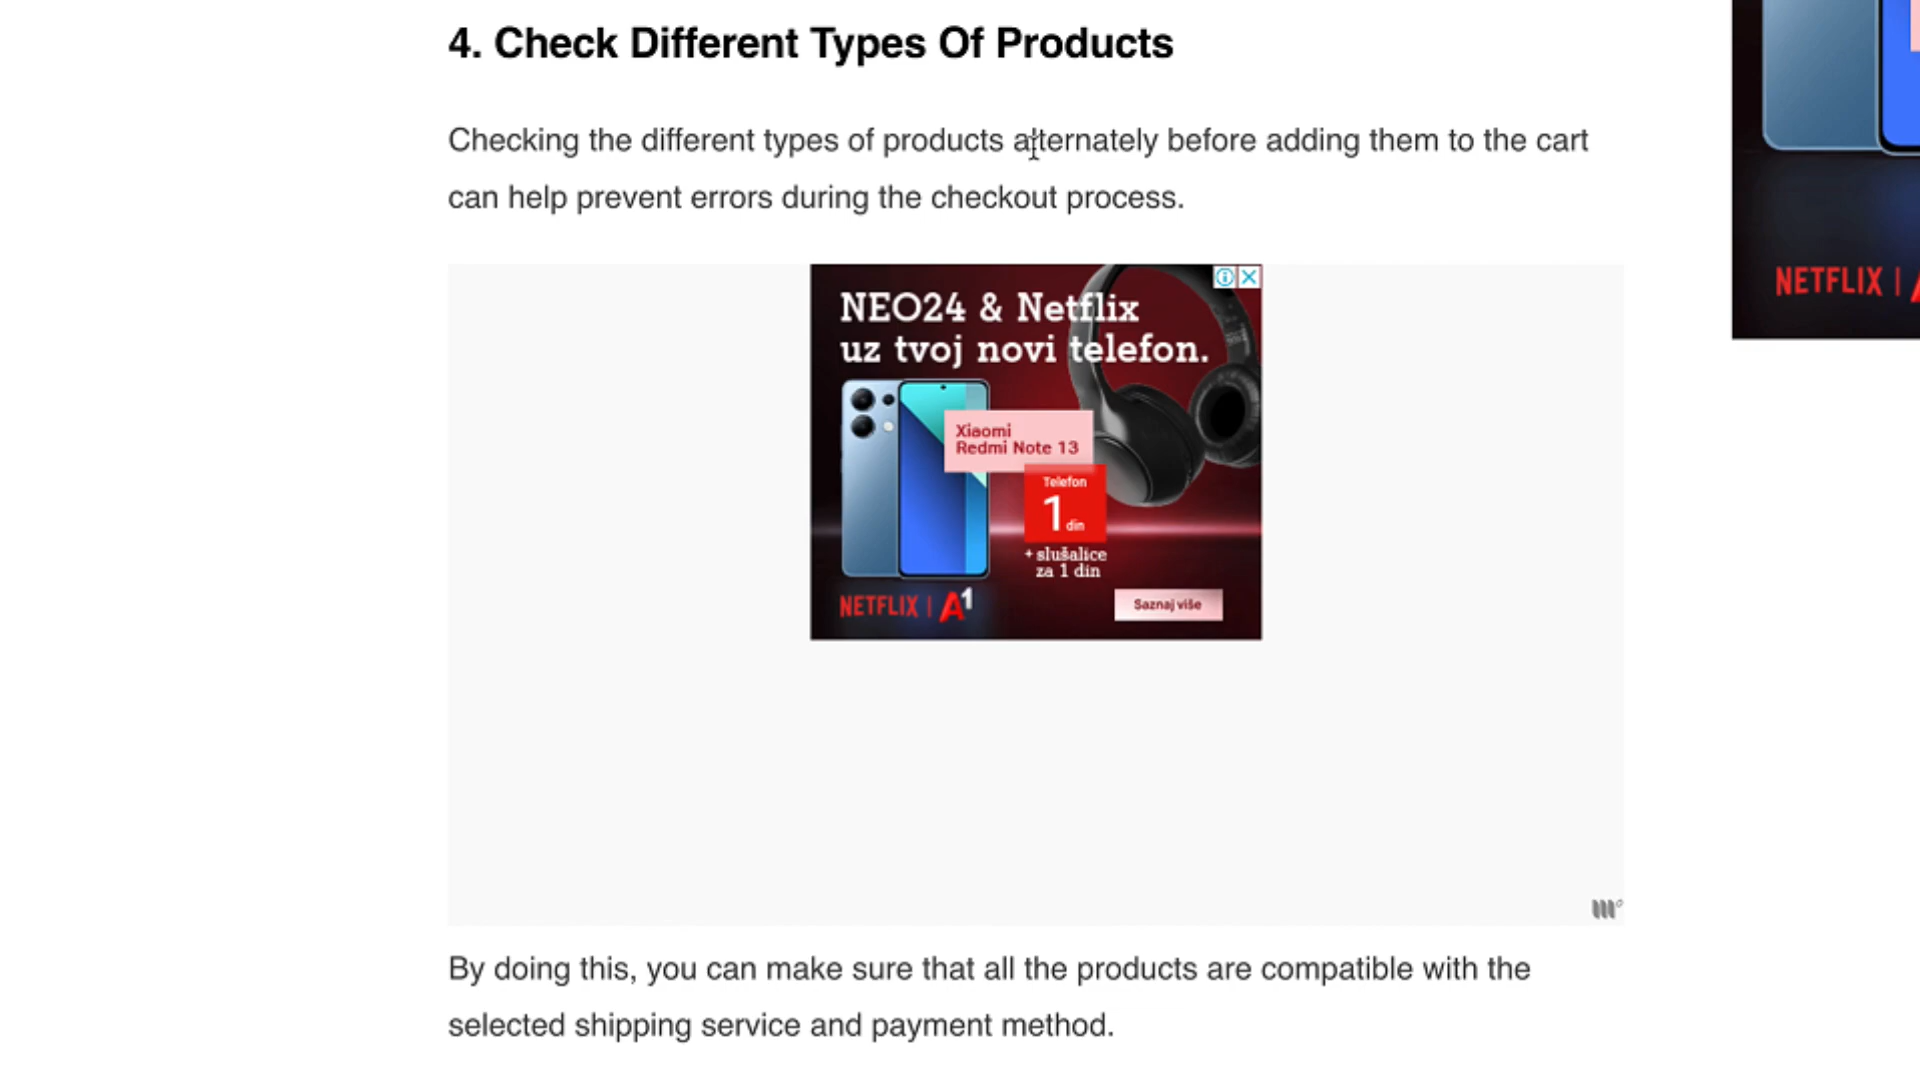 4. Check Different Types Of Products
Checking the different types of products alternately before adding them to the cart
can help prevent errors during the checkout process.
NEO24 & Netflix
uz tvoj novi telefon.
Xiaomi
Redmi Note 13
Telefon
1 din
+ slušalice
za 1 din
NETFLIX | A1
Saznaj više
NETFLIX |
By doing this, you can make sure that all the products are compatible with the
selected shipping service and payment method.